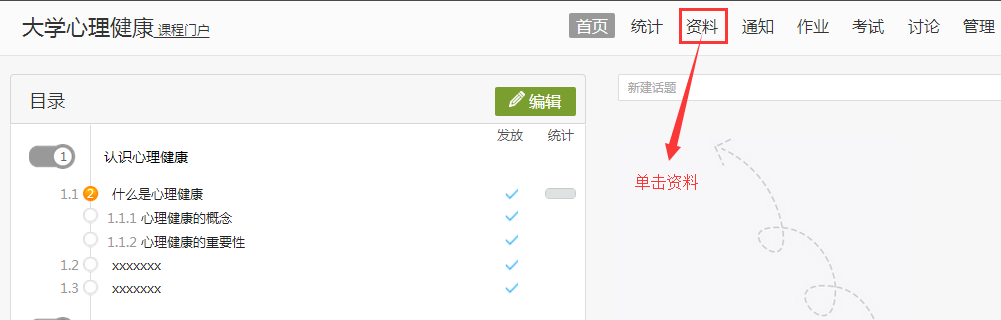 大学心理健康 课程门户
首页 统计 资料 通知 作业 考试 讨论 管理
目录
编辑
新建话题
发放 统计
1 认识心理健康
1.1 2 什么是心理健康
1.1.1 心理健康的概念
1.1.2 心理健康的重要性
1.2 xxxxxxx
1.3 xxxxxxx
单击资料